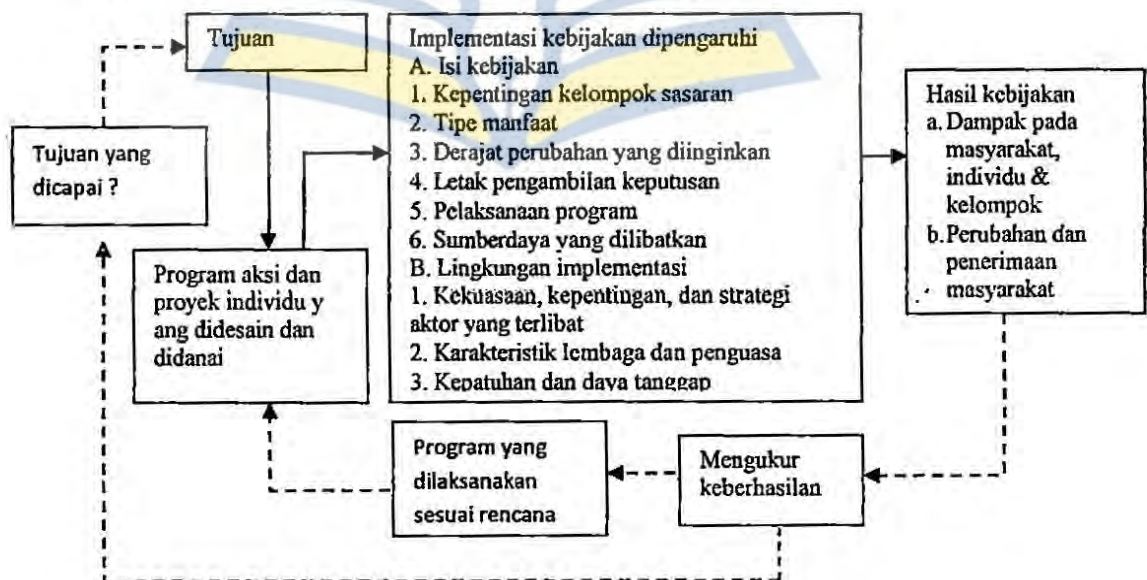 Tujuan
Implementasi kebijakan dipengaruhi
A. Isi kebijakan
1. Kepentingan kelompok sasaran
2. Tipe manfaat
3. Derajat perubahan yang diinginkan
4. Letak pengambilan keputusan
5. Pelaksanaan program
6. Sumberdaya yang dilibatkan
B. Lingkungan implementasi
1. Kekuasaan, kepentingan, dan strategi
aktor yang terlibat
2. Karakteristik lembaga dan penguasa
3. Kepatuhan dan daya tanggap
Hasil kebijakan
a. Dampak pada
masyarakat,
individu &
kelompok
b. Perubahan dan
penerimaan
masyarakat
Tujuan yang
dicapai ?
Program aksi dan
proyek individu y
ang didesain dan
didanai
Program yang
dilaksanakan
sesuai rencana
Mengukur
keberhasilan